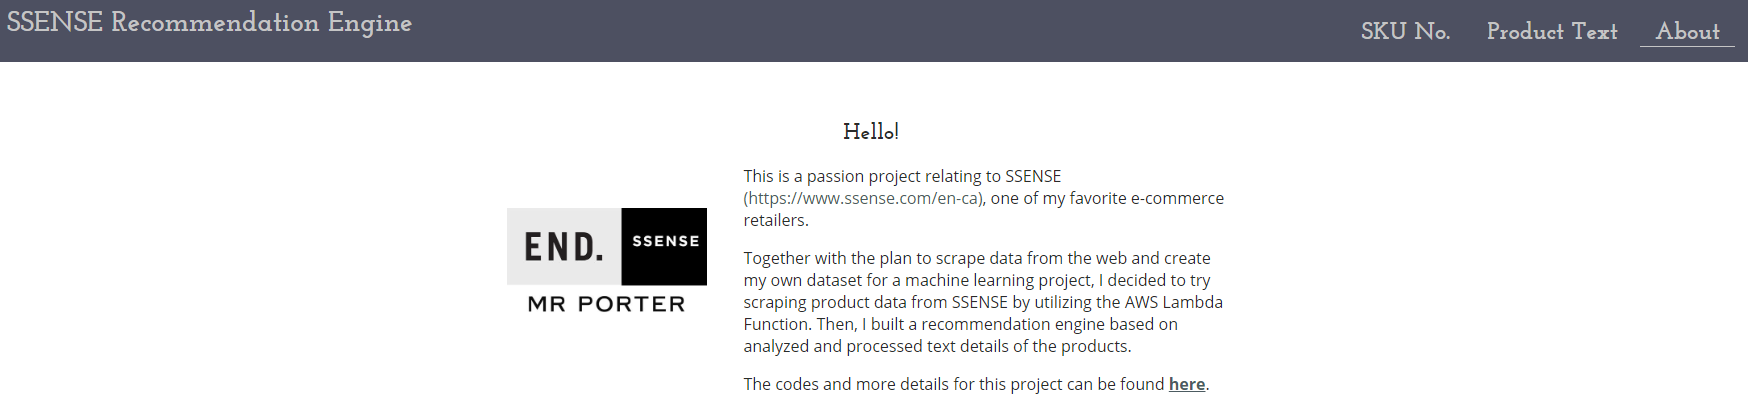 SSENSE Recommendation Engine
SKU No.
Product Text
About
Hello!
END.
SSENSE
MR PORTER
This is a passion project relating to SSENSE
(https://www.ssense.com/en-ca), one of my favorite e-commerce
retailers.
Together with the plan to scrape data from the web and create
my own dataset for a machine learning project, I decided to try
scraping product data from SSENSE by utilizing the AWS Lambda
Function. Then, I built a recommendation engine based on
analyzed and processed text details of the products.
The codes and more details for this project can be found here.